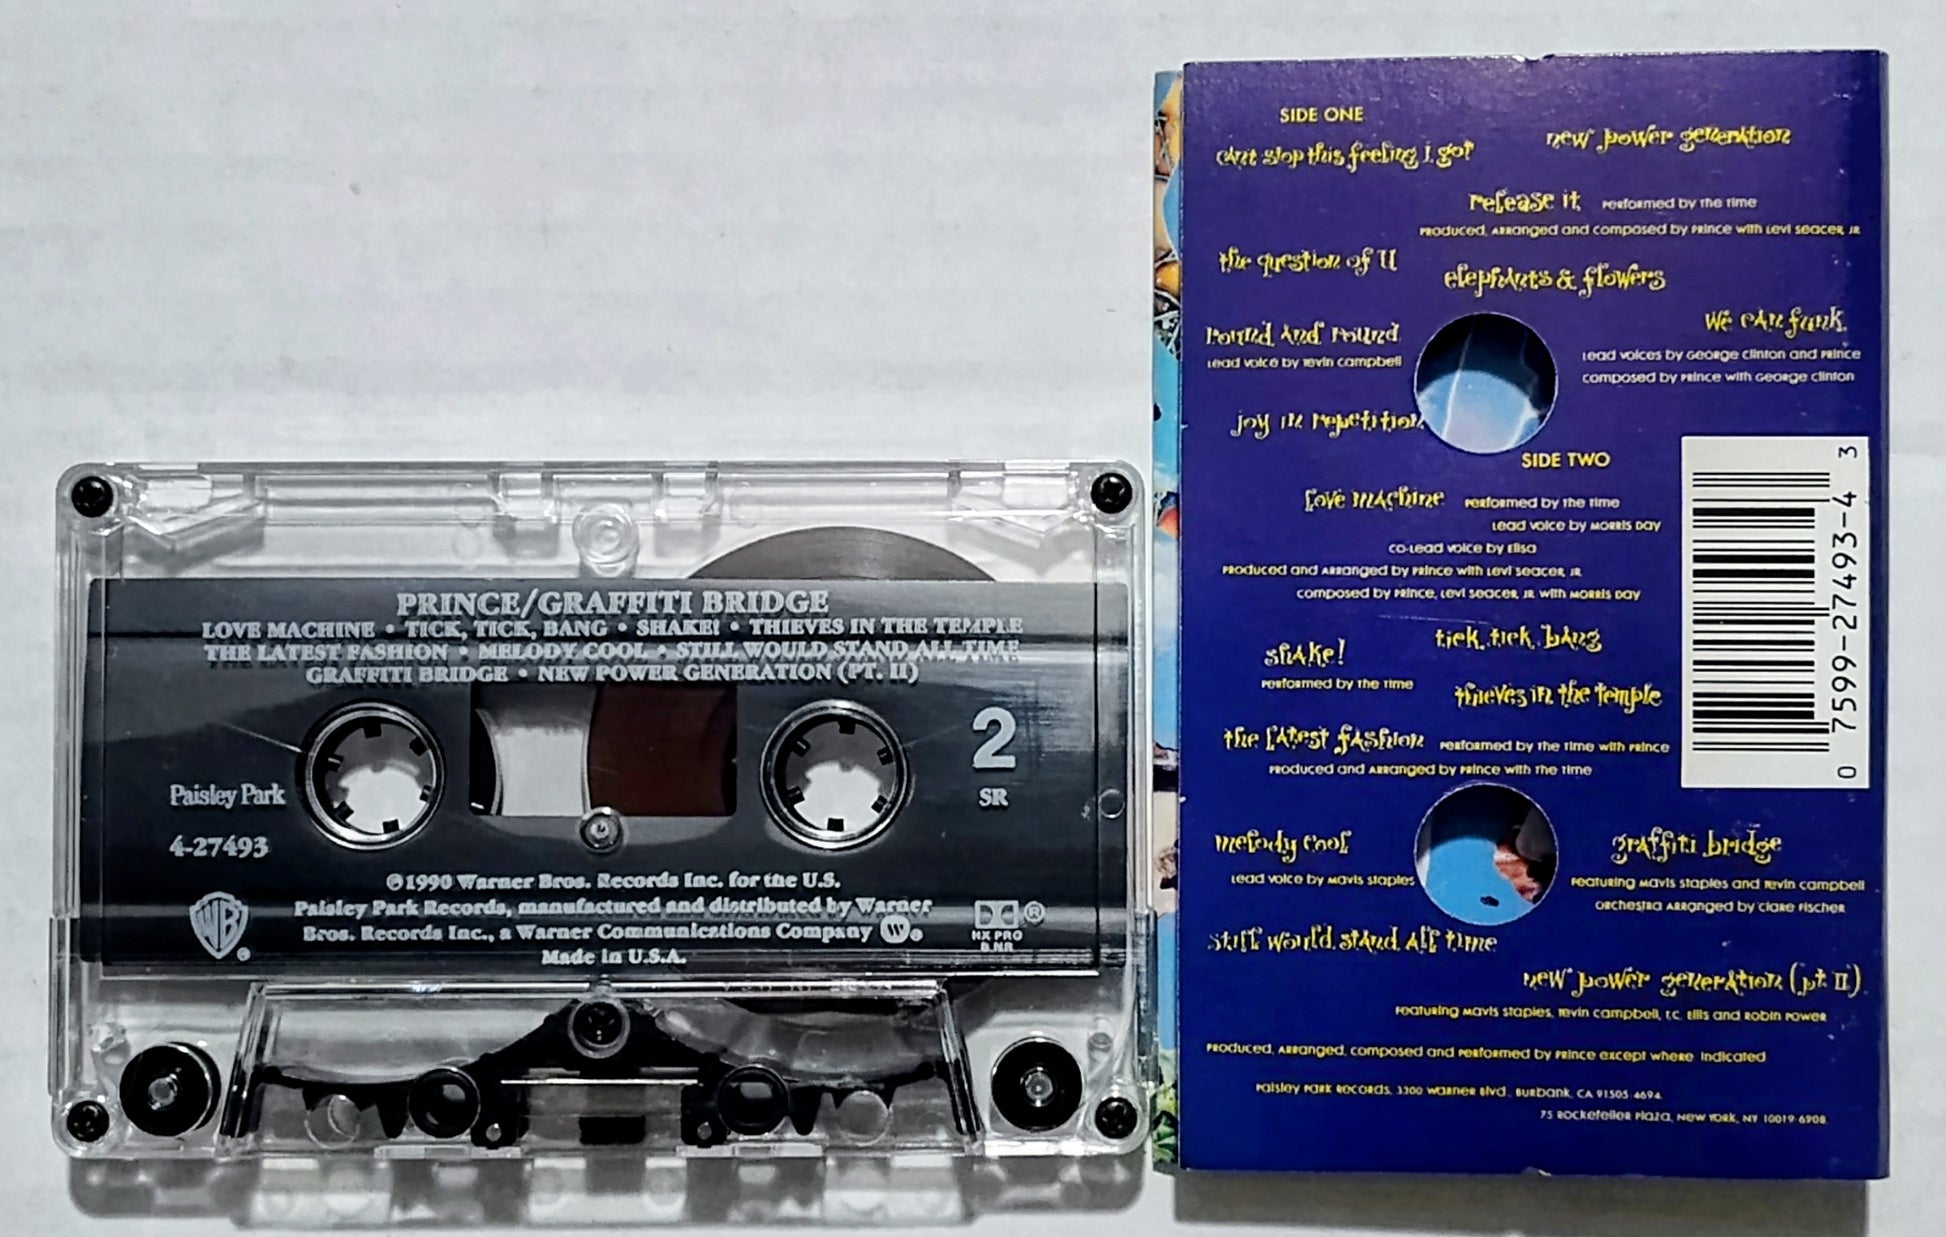 PRINCE/GRAFFITI BRIDGE
LOVE MACHINE • TICK, TICK, BANG • SHAKE! • THIEVES IN THE TEMPLE
THE LATEST FASHION • MELODY COOL • STILL WOULD STAND ALL TIME
GRAFFITI BRIDGE • NEW POWER GENERATION (PT. II)
2
SR
Paisley Park
4-27493
℗1990 Warner Bros. Records Inc. for the U.S.
Paisley Park Records, manufactured and distributed by Warner
Bros. Records Inc., a Warner Communications Company W.
Made in U.S.A.
WB
®
HX PRO
B NR
SIDE ONE
can't stop this feeling i got
new power generation
release it performed by the time
produced, arranged and composed by prince with levi seacer, jr
the question of U
elephants & flowers
round and round
lead voice by tevin campbell
we can funk
lead voices by george clinton and prince
composed by prince with george clinton
joy in repetition
SIDE TWO
love machine performed by the time
lead voice by morris day
co-lead voice by elisa
produced and arranged by prince with levi seacer, jr
composed by prince, levi seacer, jr with morris day
tick, tick, bang
shake!
performed by the time
thieves in the temple
the latest fashion performed by the time with prince
produced and arranged by prince with the time
melody cool
lead voice by mavis staples
graffiti bridge
featuring mavis staples and tevin campbell
orchestra arranged by clare fischer
still would stand all time
new power generation (pt. II)
featuring mavis staples, tevin campbell, t.c. ellis and robin power
produced, arranged, composed and performed by prince except where indicated
paisley park records, 3300 warner blvd., burbank, ca 91505-4694
75 rockefeller plaza, new york, ny 10019-6908
0 7599-27493-4 3